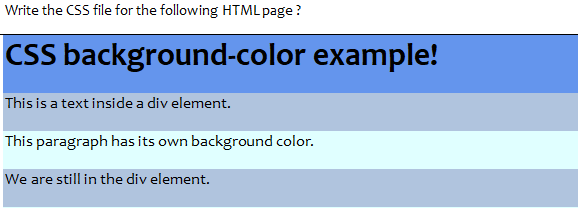 Write the CSS file for the following HTML page ?
CSS background-color example!
This is a text inside a div element.
This paragraph has its own background color.
We are still in the div element.